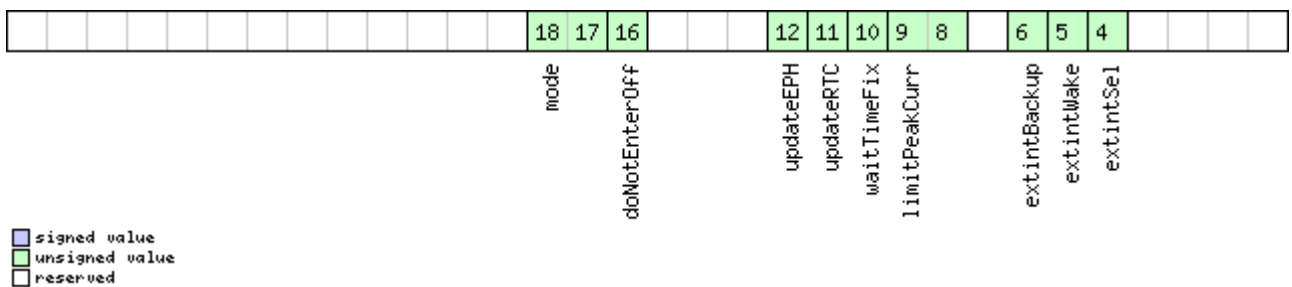 18 17 16 12 11 10 9 8 6 5 4
mode
doNotEnterOff
updateEPH
updateRTC
waitTimeFix
limitPeakCurr
extintBackup
extintWake
extintSel
signed value
unsigned value
reserved